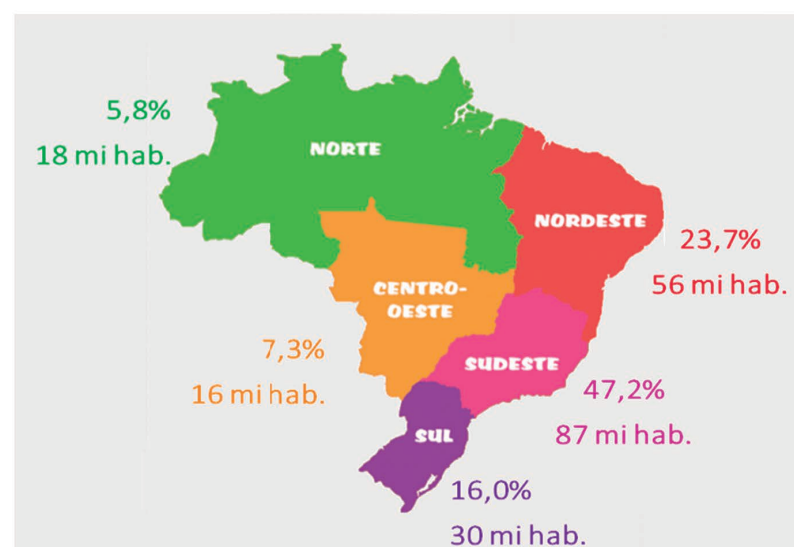 5,8%
18 mi hab.
NORTE
NORDESTE
23,7%
56 mi hab.
CENTRO-
OESTE
7,3%
16 mi hab.
SUDESTE
47,2%
87 mi hab.
SUL
16,0%
30 mi hab.